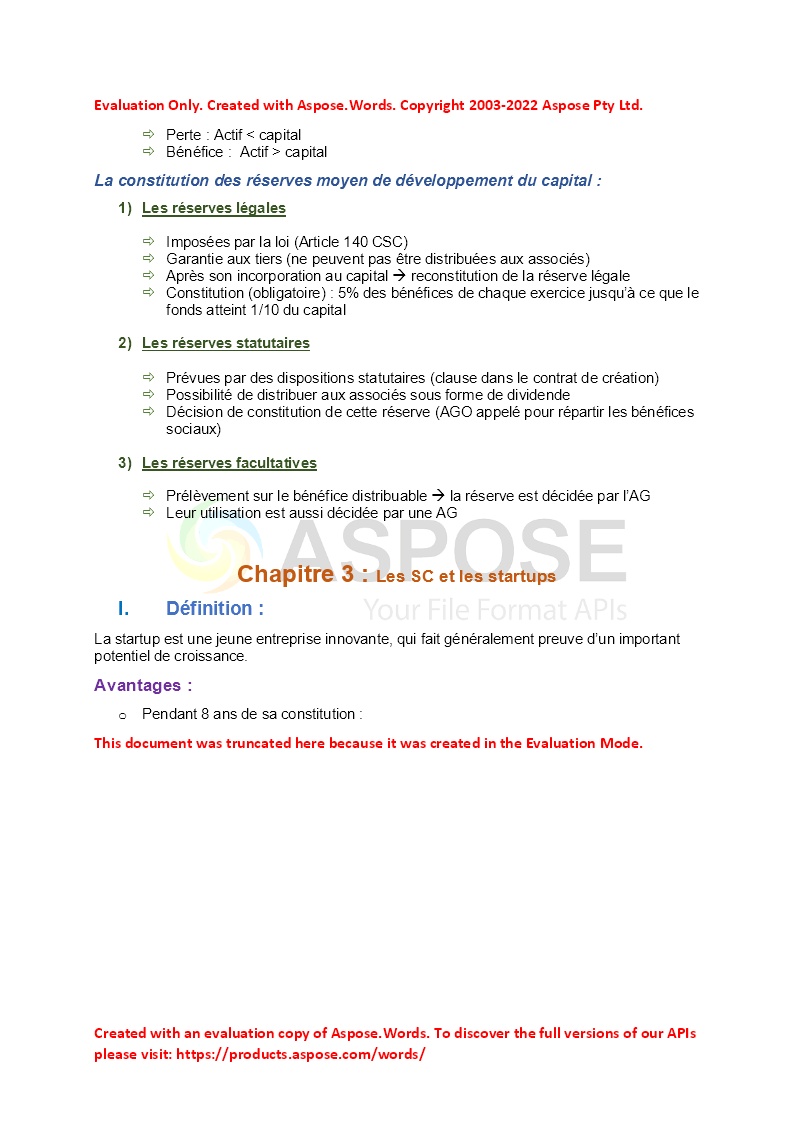 Evaluation Only. Created with Aspose.Words. Copyright 2003-2022 Aspose Pty Ltd.
⇨ Perte : Actif < capital
⇨ Bénéfice :  Actif > capital
La constitution des réserves moyen de développement du capital :
1) Les réserves légales
⇨ Imposées par la loi (Article 140 CSC)
⇨ Garantie aux tiers (ne peuvent pas être distribuées aux associés)
⇨ Après son incorporation au capital → reconstitution de la réserve légale
⇨ Constitution (obligatoire) : 5% des bénéfices de chaque exercice jusqu’à ce que le
fonds atteint 1/10 du capital
2) Les réserves statutaires
⇨ Prévues par des dispositions statutaires (clause dans le contrat de création)
⇨ Possibilité de distribuer aux associés sous forme de dividende
⇨ Décision de constitution de cette réserve (AGO appelé pour répartir les bénéfices
sociaux)
3) Les réserves facultatives
⇨ Prélèvement sur le bénéfice distribuable → la réserve est décidée par l’AG
⇨ Leur utilisation est aussi décidée par une AG
ASPOSE
Chapitre 3 : Les SC et les startups
Your File Format APIs
I. Définition :
La startup est une jeune entreprise innovante, qui fait généralement preuve d’un important
potentiel de croissance.
Avantages :
o Pendant 8 ans de sa constitution :
This document was truncated here because it was created in the Evaluation Mode.
Created with an evaluation copy of Aspose.Words. To discover the full versions of our APIs
please visit: https://products.aspose.com/words/